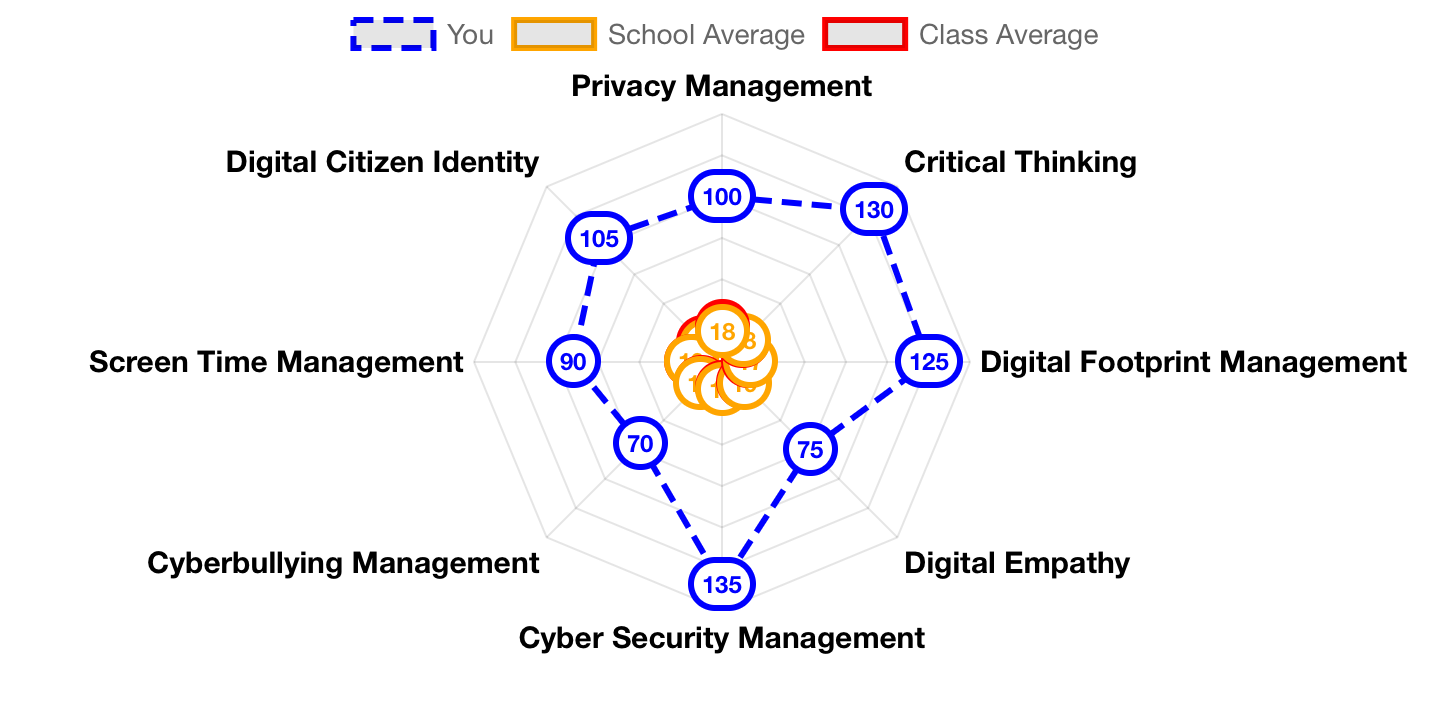 You School Average Class Average
Privacy Management
Digital Citizen Identity Critical Thinking
100
130
105
18
Screen Time Management 90 125 Digital Footprint Management
70 75
Cyberbullying Management Digital Empathy
135
Cyber Security Management